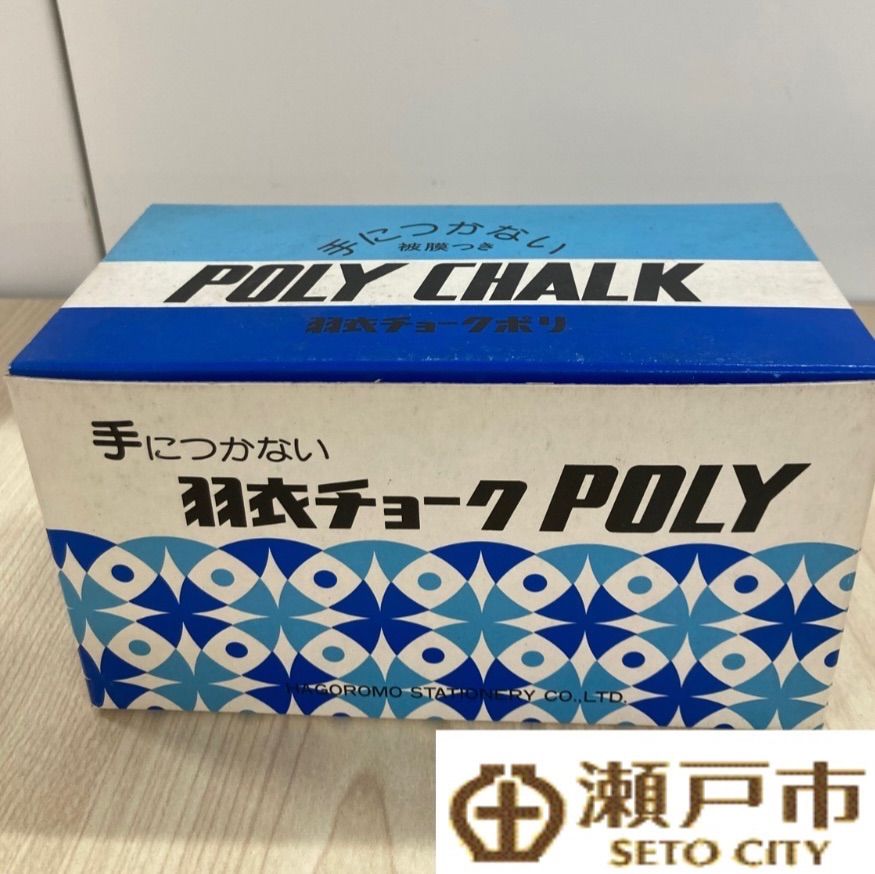 手につかない
被膜つき
POLY CHALK
羽衣チョークポリ
手につかない
羽衣チョーク POLY
HAGOROMO STATIONERY CO.,LTD.
瀬戸市
SETO CITY